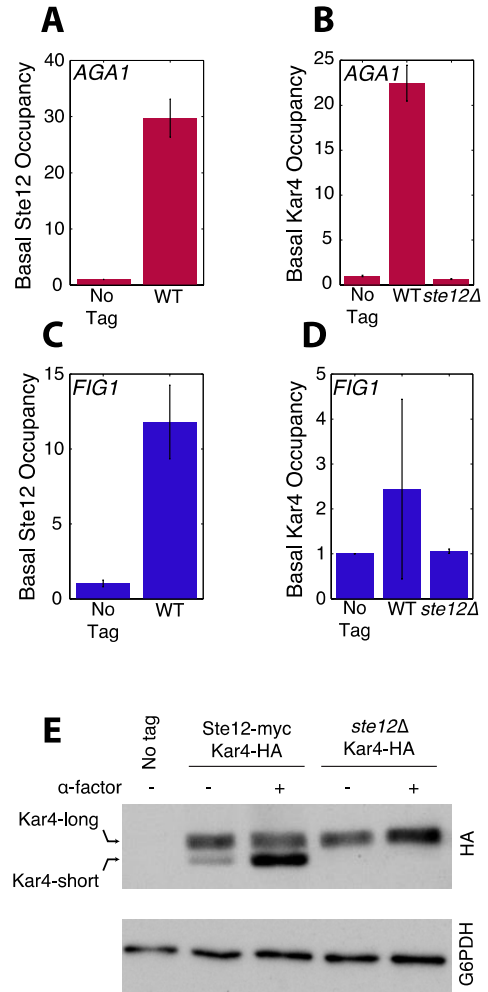 A
AGA1
Basal Ste12 Occupancy
40
30
20
10
0
No Tag
WT
B
AGA1
Basal Kar4 Occupancy
25
20
15
10
5
0
No Tag
WT
ste12Δ
C
FIG1
Basal Ste12 Occupancy
15
10
5
0
No Tag
WT
D
FIG1
Basal Kar4 Occupancy
5
4
3
2
1
0
No Tag
WT
ste12Δ
E
No tag
Ste12-myc
Kar4-HA
ste12Δ
Kar4-HA
α-factor
- - + - +
Kar4-long
Kar4-short
HA
G6PDH